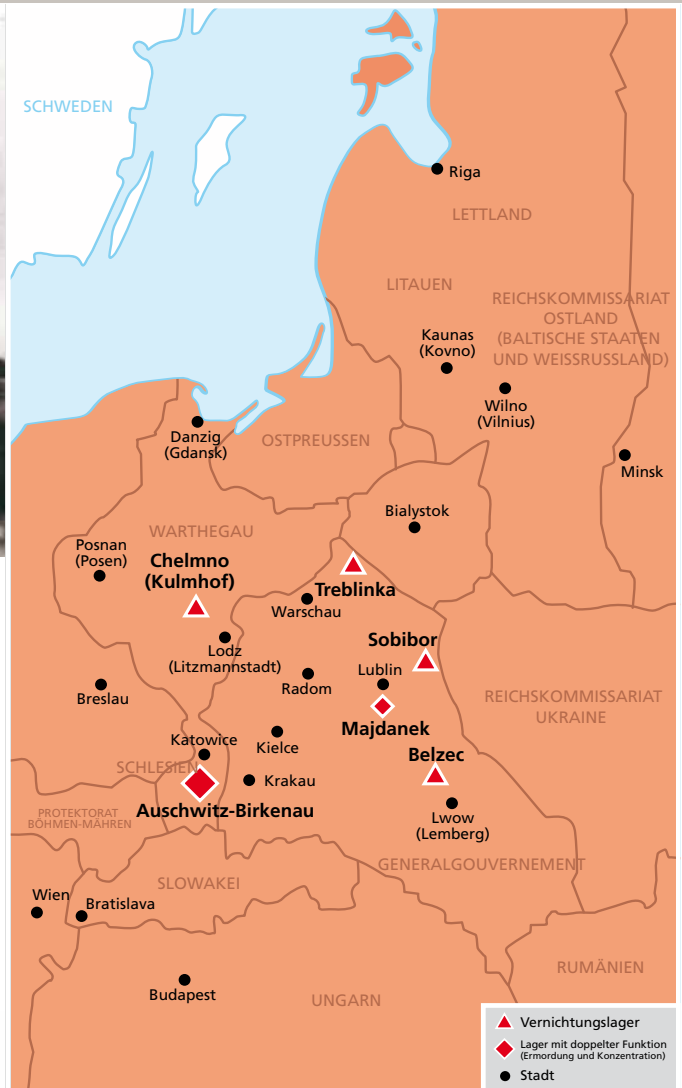 SCHWEDEN
Riga
LETTLAND
LITAUEN
REICHSKOMMISSARIAT
OSTLAND
(BALTISCHE STAATEN
UND WEISSRUSSLAND)
Kaunas
(Kovno)
Wilno
(Vilnius)
Danzig
(Gdansk)
OSTPREUSSEN
Minsk
Bialystok
WARTHEGAU
Posnan
(Posen)
Chelmno
(Kulmhof)
Treblinka
Warschau
Sobibor
Lodz
(Litzmannstadt)
Lublin
Radom
Breslau
REICHSKOMMISSARIAT
UKRAINE
Majdanek
Katowice
Kielce
Belzec
SCHLESIEN
Krakau
Auschwitz-Birkenau
PROTEKTORAT
BÖHMEN-MÄHREN
Lwow
(Lemberg)
GENERALGOUVERNEMENT
SLOWAKEI
Wien
Bratislava
RUMÄNIEN
Budapest
UNGARN
Vernichtungslager
Lager mit doppelter Funktion
(Ermordung und Konzentration)
Stadt